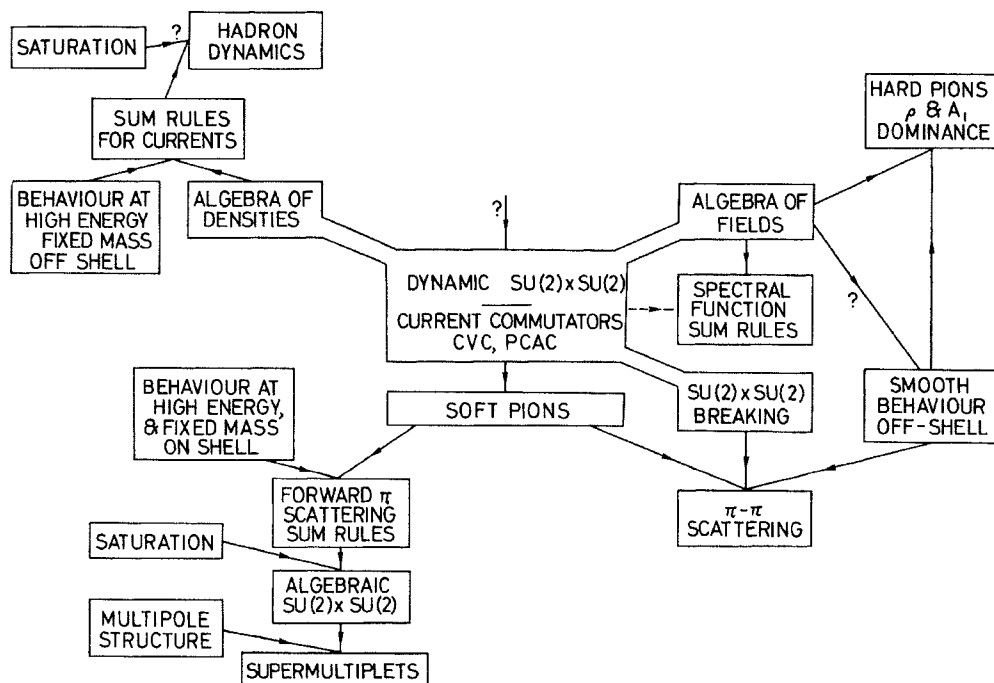 SATURATION
?
HADRON
DYNAMICS
SUM RULES
FOR CURRENTS
HARD PIONS
ρ & A₁
DOMINANCE
BEHAVIOUR AT
HIGH ENERGY
FIXED MASS
OFF SHELL
ALGEBRA OF
DENSITIES
?
ALGEBRA OF
FIELDS
DYNAMIC SU(2)xSU(2)
CURRENT COMMUTATORS
CVC, PCAC
SPECTRAL
FUNCTION
SUM RULES
?
BEHAVIOUR AT
HIGH ENERGY,
& FIXED MASS
ON SHELL
SOFT PIONS
SU(2)xSU(2)
BREAKING
SMOOTH
BEHAVIOUR
OFF-SHELL
FORWARD π
SCATTERING
SUM RULES
π-π
SCATTERING
SATURATION
ALGEBRAIC
SU(2)xSU(2)
MULTIPOLE
STRUCTURE
SUPERMULTIPLETS